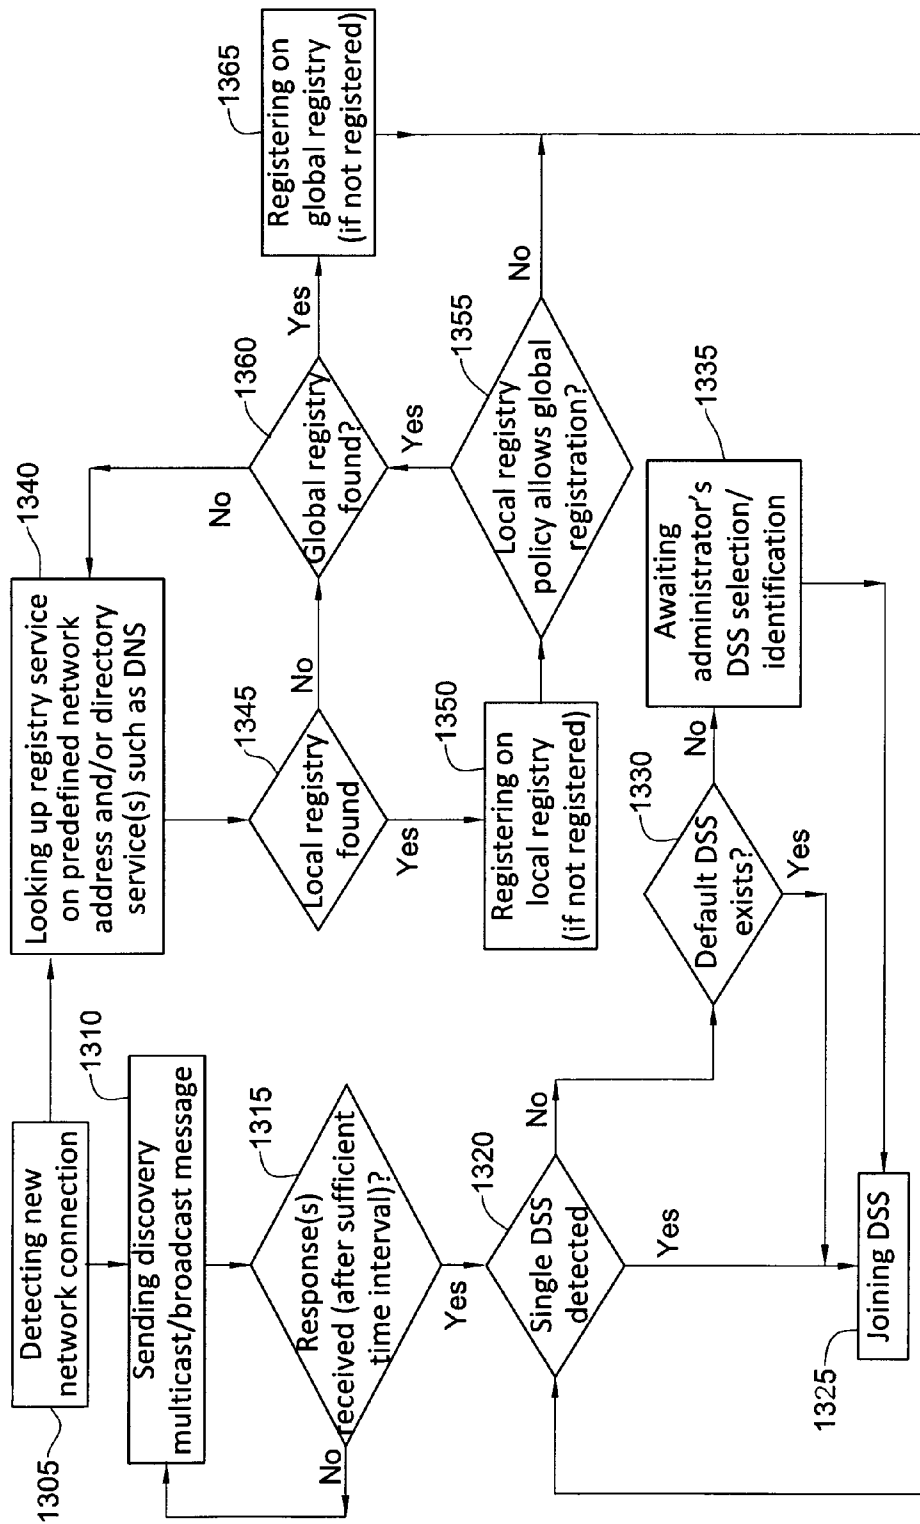 1305
Detecting new
network connection
1310
Sending discovery
multicast/broadcast message
1315
Response(s)
received (after sufficient
time interval)?
No
Yes
1320
Single DSS
detected
No
Yes
1325
Joining DSS
1330
Default DSS
exists?
No
Yes
1335
Awaiting
administrator's
DSS selection/
identification
1340
Looking up registry service
on predefined network
address and/or directory
service(s) such as DNS
1345
Local registry
found
No
Yes
1350
Registering on
local registry
(if not registered)
1355
Local registry
policy allows global
registration?
Yes
No
1360
Global registry
found?
No
Yes
1365
Registering on
global registry
(if not registered)